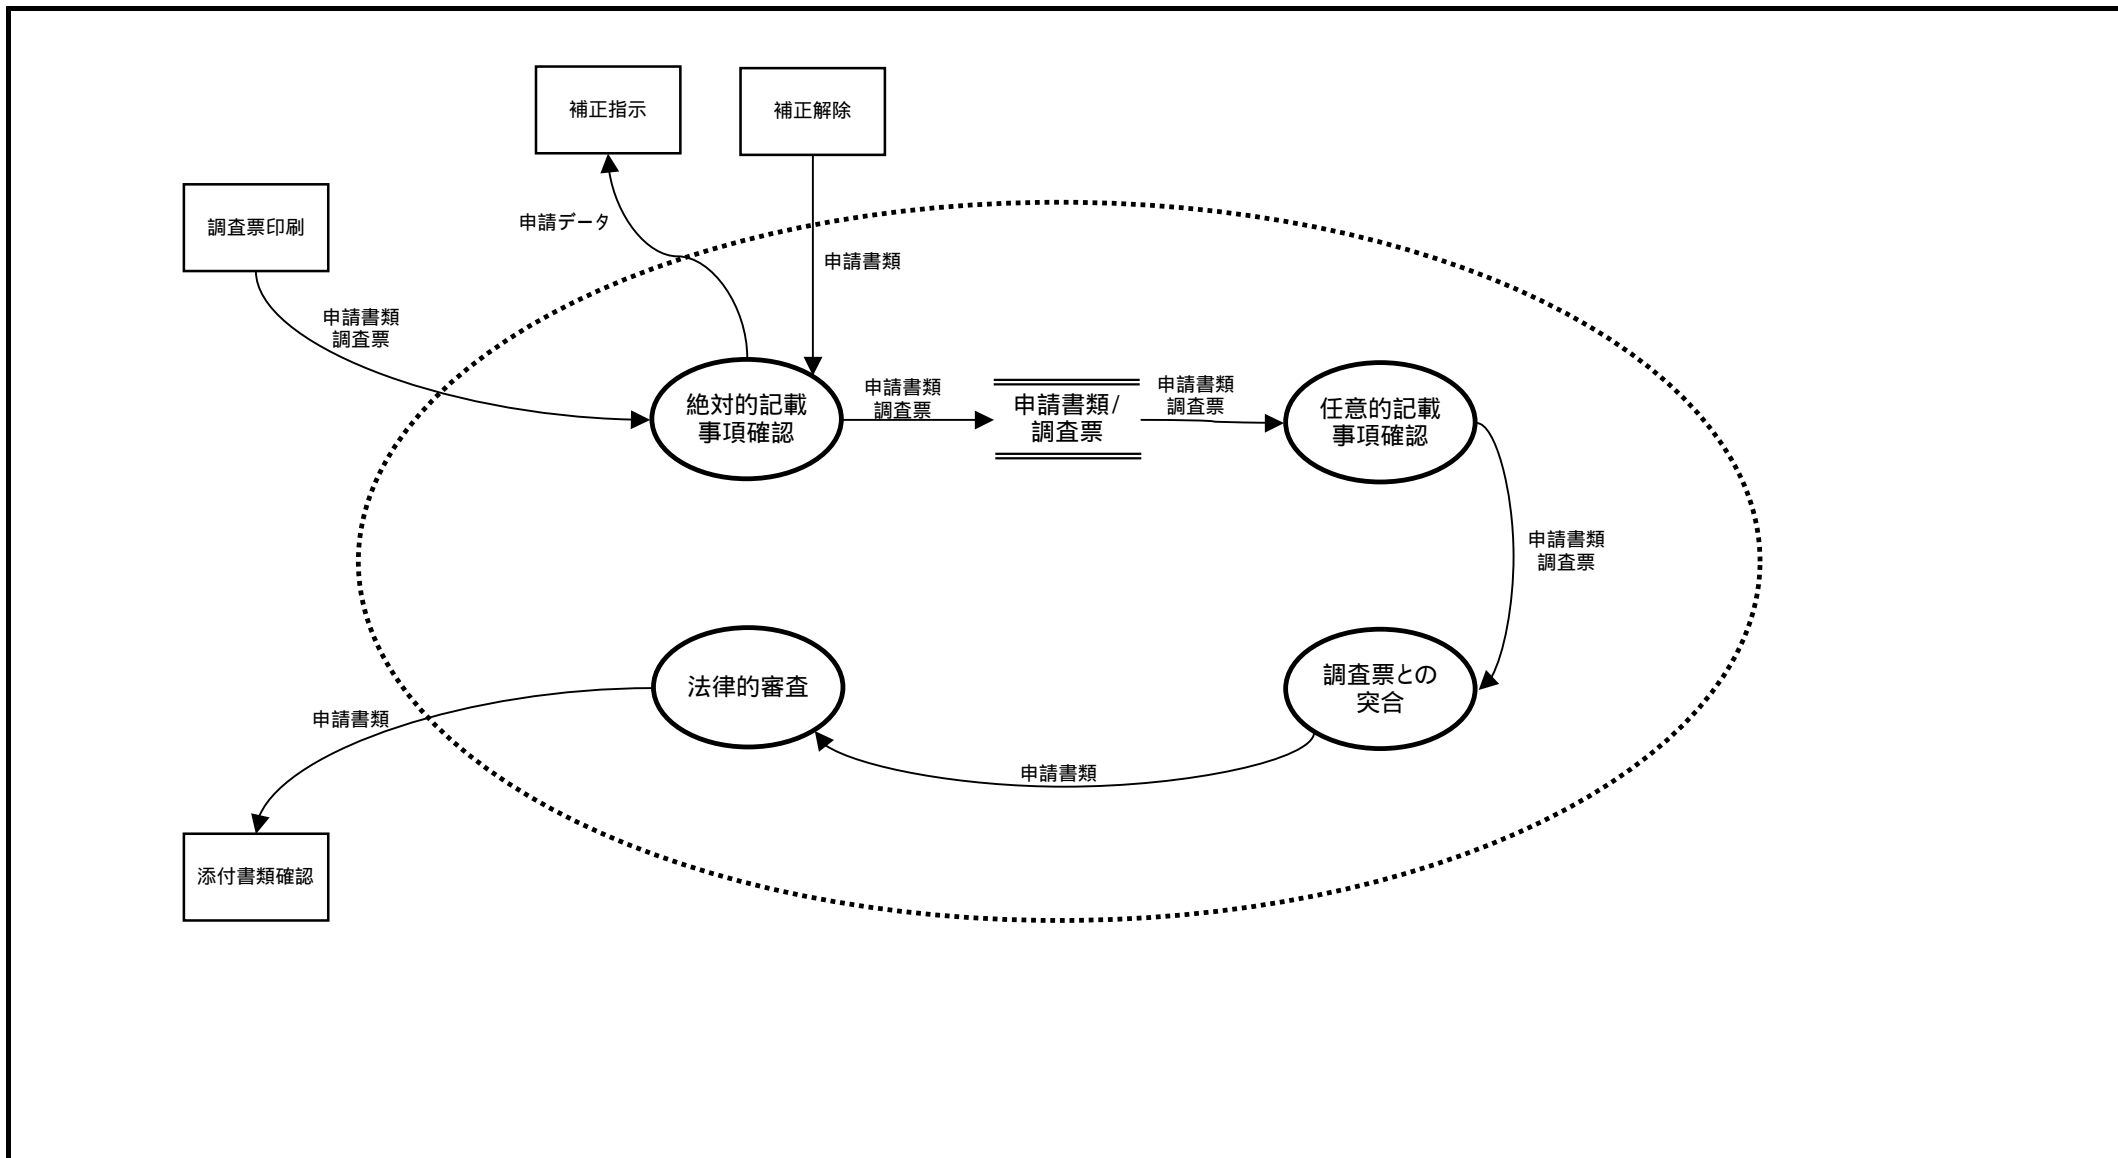 補正指示
補正解除
調査票印刷
申請データ
申請書類
申請書類
調査票
絶対的記載
事項確認
申請書類
調査票
申請書類/
調査票
申請書類
調査票
任意的記載
事項確認
申請書類
調査票
法律的審査
調査票との
突合
申請書類
申請書類
添付書類確認